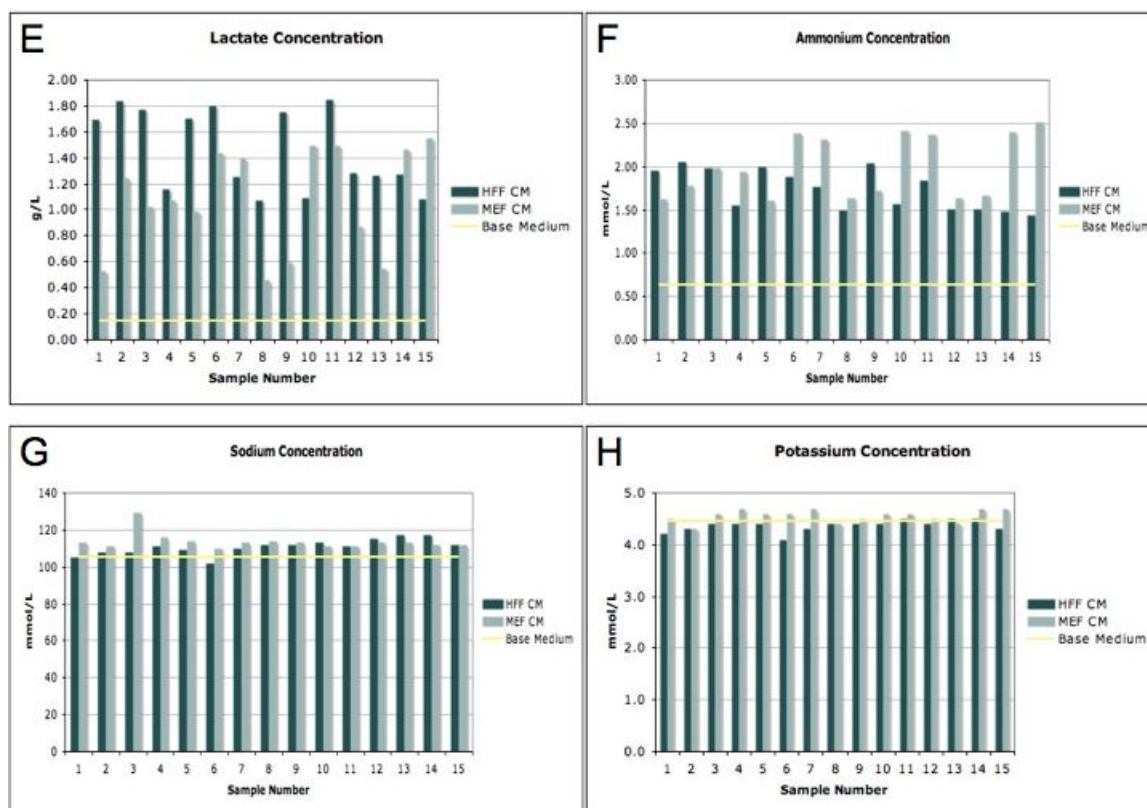 E
Lactate Concentration
2.00
1.80
1.60
1.40
1.20
1.00
0.80
0.60
0.40
0.20
0.00
g/L
HFF CM
MEF CM
Base Medium
1 2 3 4 5 6 7 8 9 10 11 12 13 14 15
Sample Number
F
Ammonium Concentration
3.00
2.50
2.00
1.50
1.00
0.50
0.00
mmol/L
HFF CM
MEF CM
Base Medium
1 2 3 4 5 6 7 8 9 10 11 12 13 14 15
Sample Number
G
Sodium Concentration
140
120
100
80
60
40
20
0
mmol/L
HFF CM
MEF CM
Base Medium
1 2 3 4 5 6 7 8 9 10 11 12 13 14 15
Sample Number
H
Potassium Concentration
5.0
4.0
3.0
2.0
1.0
0.0
mmol/L
HFF CM
MEF CM
Base Medium
1 2 3 4 5 6 7 8 9 10 11 12 13 14 15
Sample Number